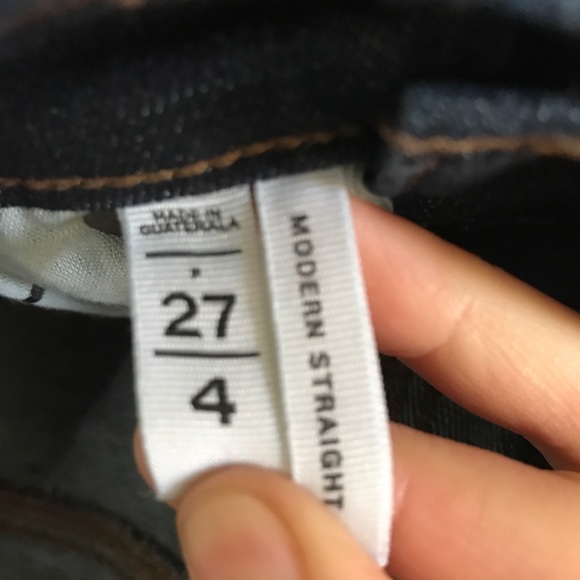 MADE IN
GUATEMALA
P
27
4
MODERN STRAIGHT